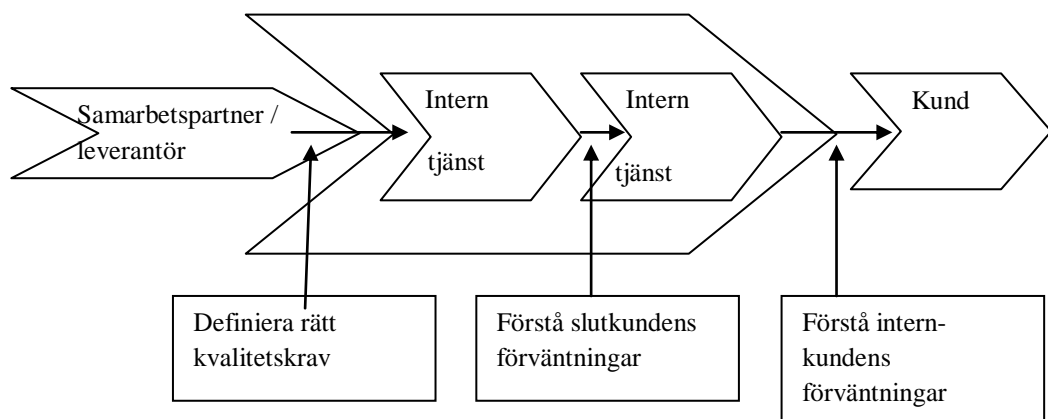 Samarbetspartner /
leverantör
Intern
tjänst
Intern
tjänst
Kund
Definiera rätt
kvalitetskrav
Förstå slutkundens
förväntningar
Förstå intern-
kundens
förväntningar